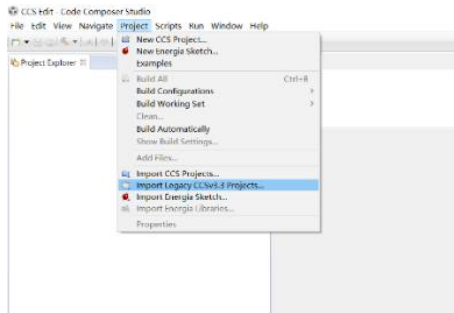 CCS Edit - Code Composer Studio
File Edit View Navigate Project Scripts Run Window Help
New CCS Project...
New Energia Sketch...
Examples
Project Explorer
Build All Ctrl+B
Build Configurations >
Build Working Set >
Clean...
Build Automatically
Show Build Settings...
Add Files...
Import CCS Projects...
Import Legacy CCSv3.3 Projects...
Import Energia Sketch...
Import Energia Libraries...
Properties